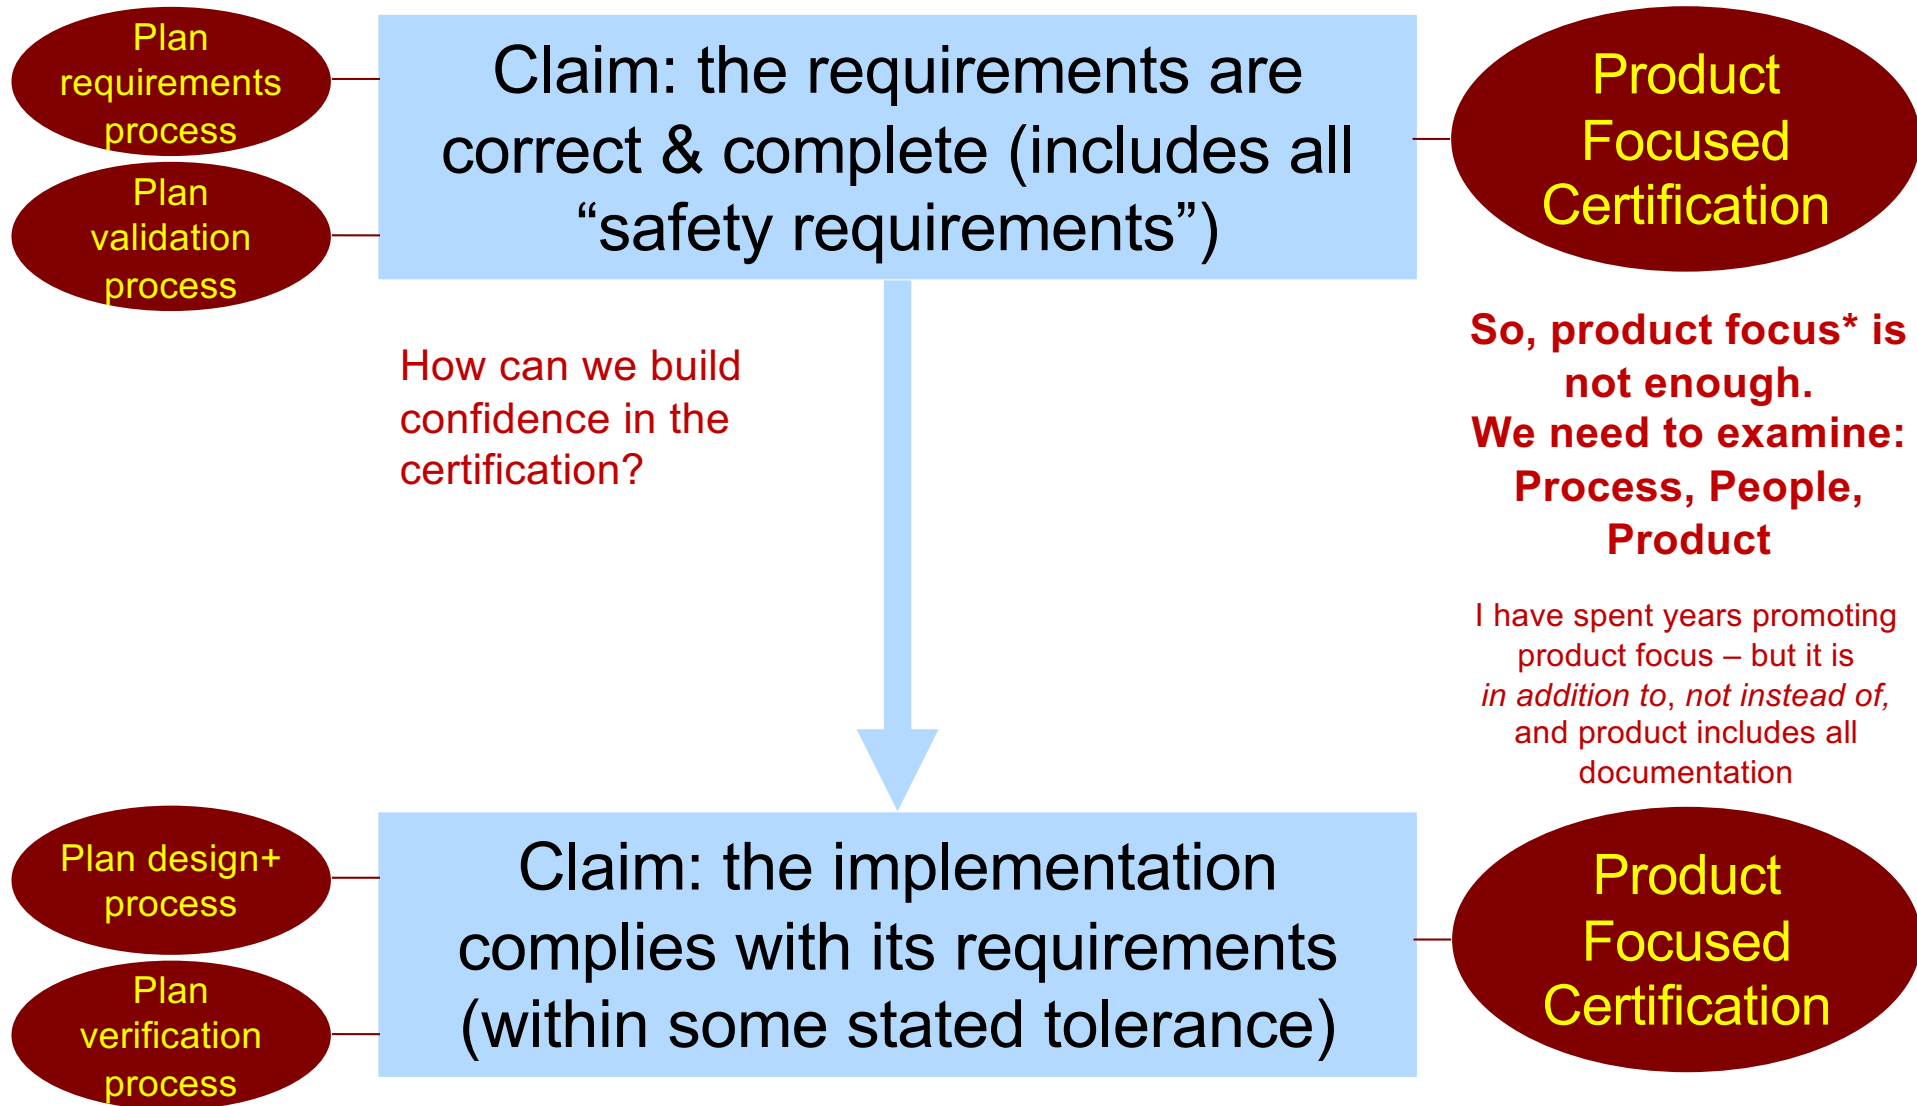 Plan
requirements
process
Plan
validation
process
Claim: the requirements are
correct & complete (includes all
“safety requirements”)
Product
Focused
Certification
How can we build
confidence in the
certification?
So, product focus* is
not enough.
We need to examine:
Process, People,
Product
I have spent years promoting
product focus – but it is
in addition to, not instead of,
and product includes all
documentation
Plan design+
process
Plan
verification
process
Claim: the implementation
complies with its requirements
(within some stated tolerance)
Product
Focused
Certification